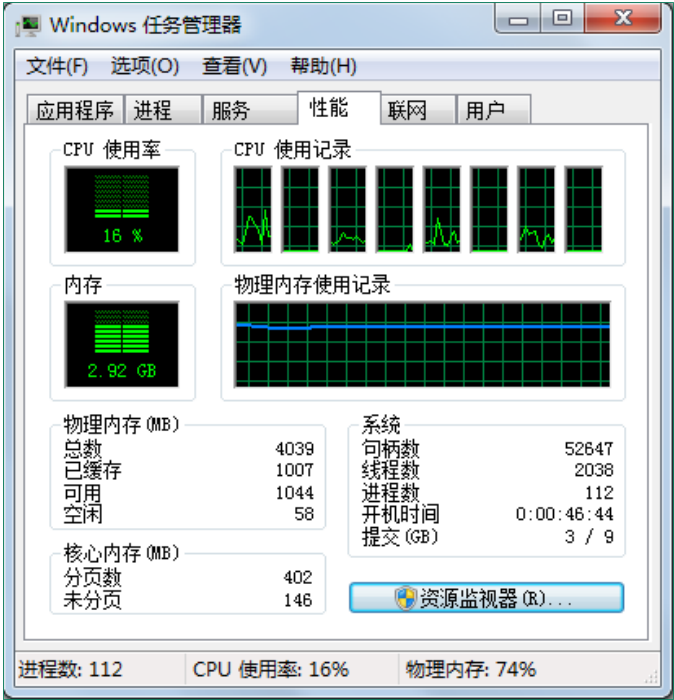 Windows 任务管理器
文件(F) 选项(O) 查看(V) 帮助(H)
应用程序 进程 服务 性能 联网 用户
CPU 使用率 CPU 使用记录
16 %
内存 物理内存使用记录
2.92 GB
物理内存(MB)
总数 4039
已缓存 1007
可用 1044
空闲 58
系统
句柄数 52647
线程数 2038
进程数 112
开机时间 0:00:46:44
提交(GB) 3 / 9
核心内存(MB)
分页数 402
未分页 146
资源监视器(R)...
进程数: 112 CPU 使用率: 16% 物理内存: 74%